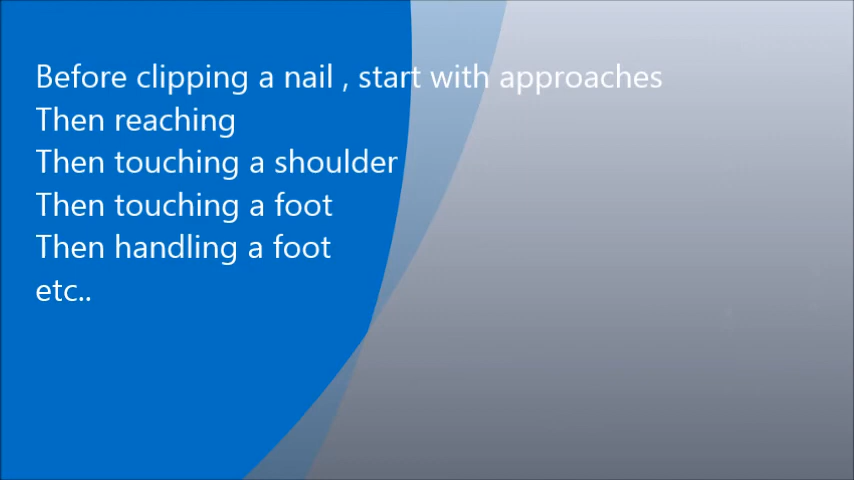 Before clipping a nail , start with approaches
Then reaching
Then touching a shoulder
Then touching a foot
Then handling a foot
etc..